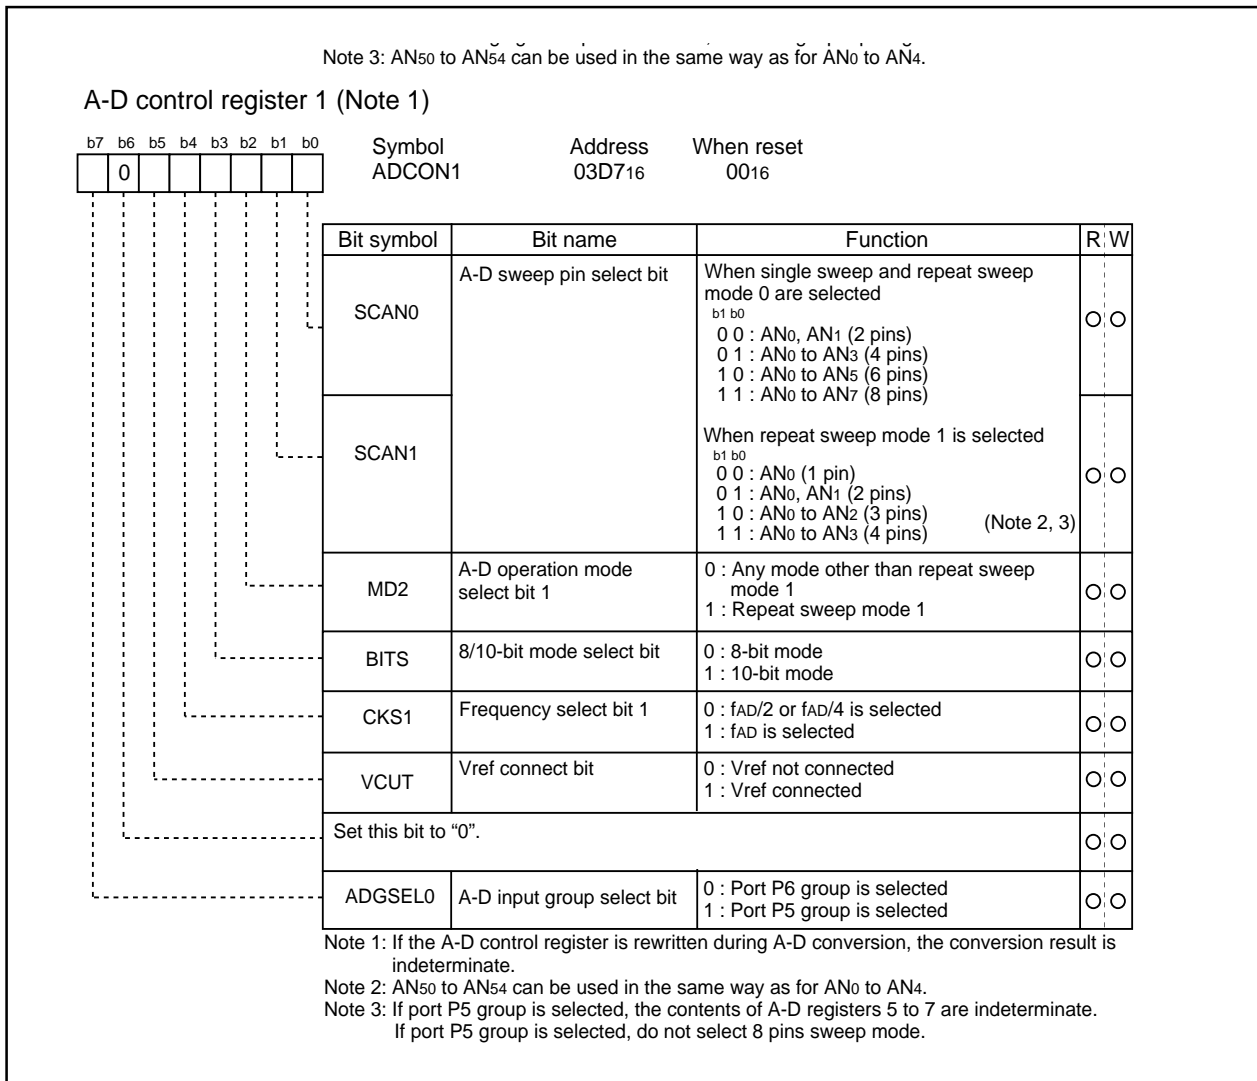 Note 3: AN50 to AN54 can be used in the same way as for AN0 to AN4.
A-D control register 1 (Note 1)
b7 b6 b5 b4 b3 b2 b1 b0
0
Symbol Address When reset
ADCON1 03D716 0016
Bit symbol Bit name Function R W
SCAN0 A-D sweep pin select bit When single sweep and repeat sweep
mode 0 are selected
b1 b0
0 0 : AN0, AN1 (2 pins)
0 1 : AN0 to AN3 (4 pins)
1 0 : AN0 to AN5 (6 pins)
1 1 : AN0 to AN7 (8 pins)
SCAN1 When repeat sweep mode 1 is selected
b1 b0
0 0 : AN0 (1 pin)
0 1 : AN0, AN1 (2 pins)
1 0 : AN0 to AN2 (3 pins)
1 1 : AN0 to AN3 (4 pins) (Note 2, 3)
MD2 A-D operation mode
select bit 1 0 : Any mode other than repeat sweep
mode 1
1 : Repeat sweep mode 1
BITS 8/10-bit mode select bit 0 : 8-bit mode
1 : 10-bit mode
CKS1 Frequency select bit 1 0 : fAD/2 or fAD/4 is selected
1 : fAD is selected
VCUT Vref connect bit 0 : Vref not connected
1 : Vref connected
Set this bit to “0”.
ADGSEL0 A-D input group select bit 0 : Port P6 group is selected
1 : Port P5 group is selected
Note 1: If the A-D control register is rewritten during A-D conversion, the conversion result is
indeterminate.
Note 2: AN50 to AN54 can be used in the same way as for AN0 to AN4.
Note 3: If port P5 group is selected, the contents of A-D registers 5 to 7 are indeterminate.
If port P5 group is selected, do not select 8 pins sweep mode.